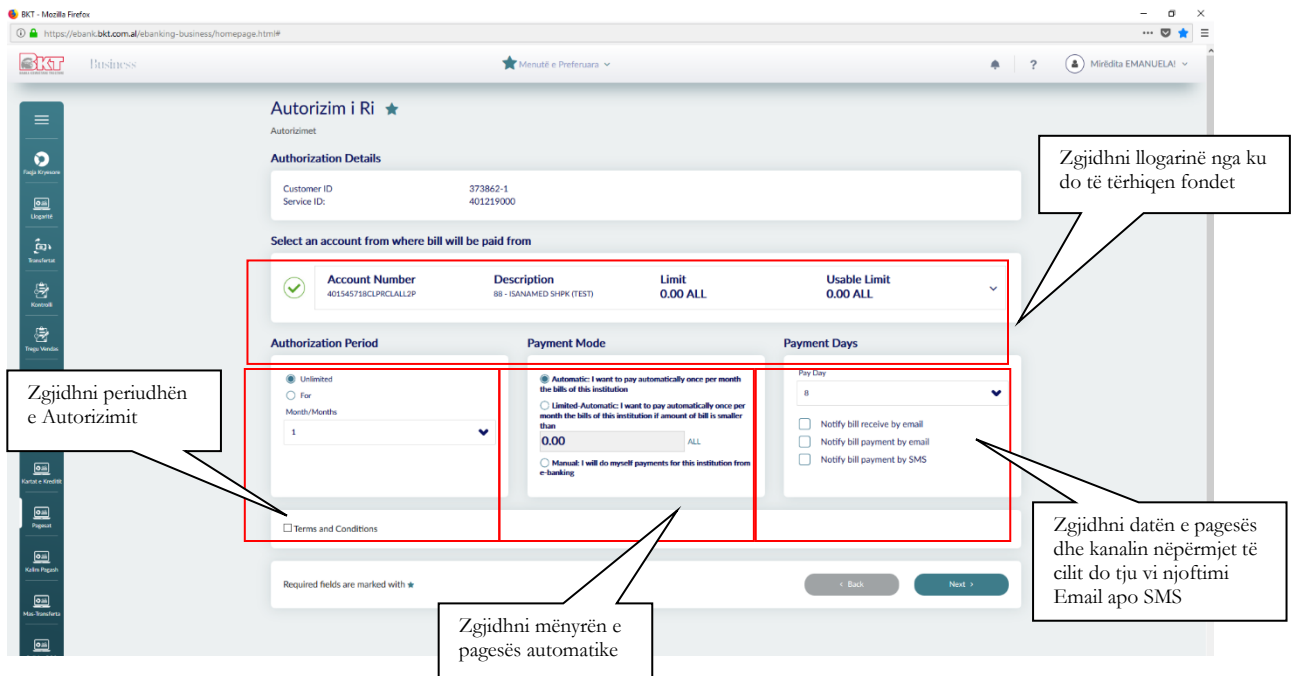 BKT - Mozilla Firefox
https://ebank.bkt.com.al/ebanking-business/homepage.html#
BKT
Business
Menutë e Preferuara
?
Mirëdita EMANUELA!
Faqja Kryesore
Llogaritë
Transfertat
Kontrolli
Tregu Vendas
Kartat e Kreditit
Pagesat
Kalim Pagash
Mas-Transferta
Autorizim i Ri
Autorizimet
Authorization Details
Customer ID 373862-1
Service ID: 401219000
Select an account from where bill will be paid from
Account Number Description Limit Usable Limit
401545718CLPRCLALL2P 88 - ISANAMED SHPK (TEST) 0.00 ALL 0.00 ALL
Authorization Period
Unlimited
For
Month/Months
1
Payment Mode
Automatic: I want to pay automatically once per month
the bills of this institution
Limited-Automatic: I want to pay automatically once per
month the bills of this institution if amount of bill is smaller
than
0.00 ALL
Manual: I will do myself payments for this institution from
e-banking
Payment Days
Pay Day
8
Notify bill receive by email
Notify bill payment by email
Notify bill payment by SMS
Terms and Conditions
Required fields are marked with
Back
Next
Zgjidhni llogarinë nga ku
do të tërhiqen fondet
Zgjidhni periudhën
e Autorizimit
Zgjidhni mënyrën e
pagesës automatike
Zgjidhni datën e pagesës
dhe kanalin nëpërmjet të
cilit do tju vi njoftimi
Email apo SMS